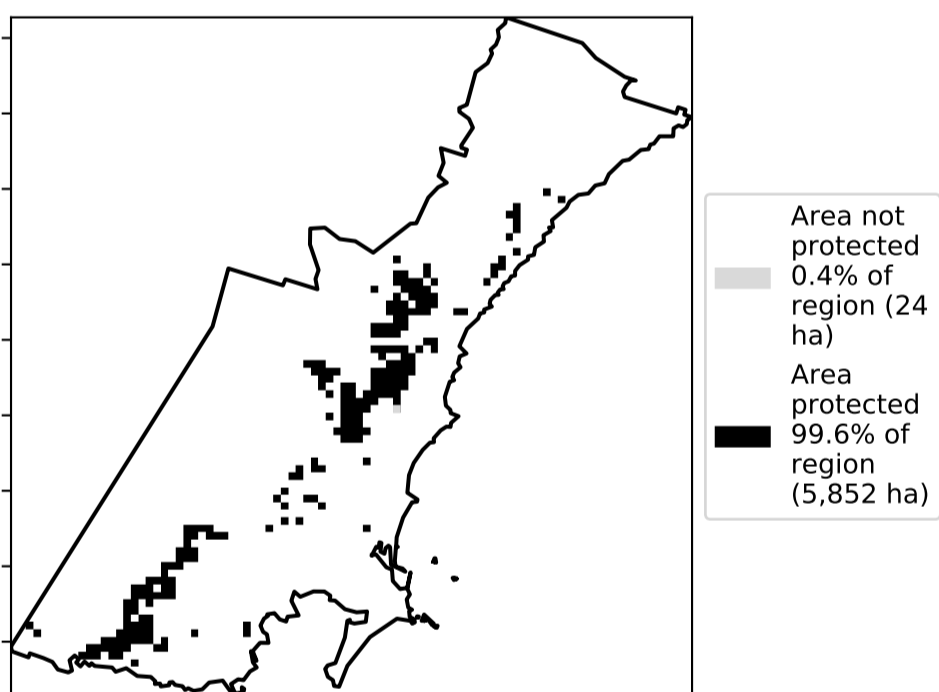 Area not
protected
0.4% of
region (24
ha)
Area
protected
99.6% of
region
(5,852 ha)